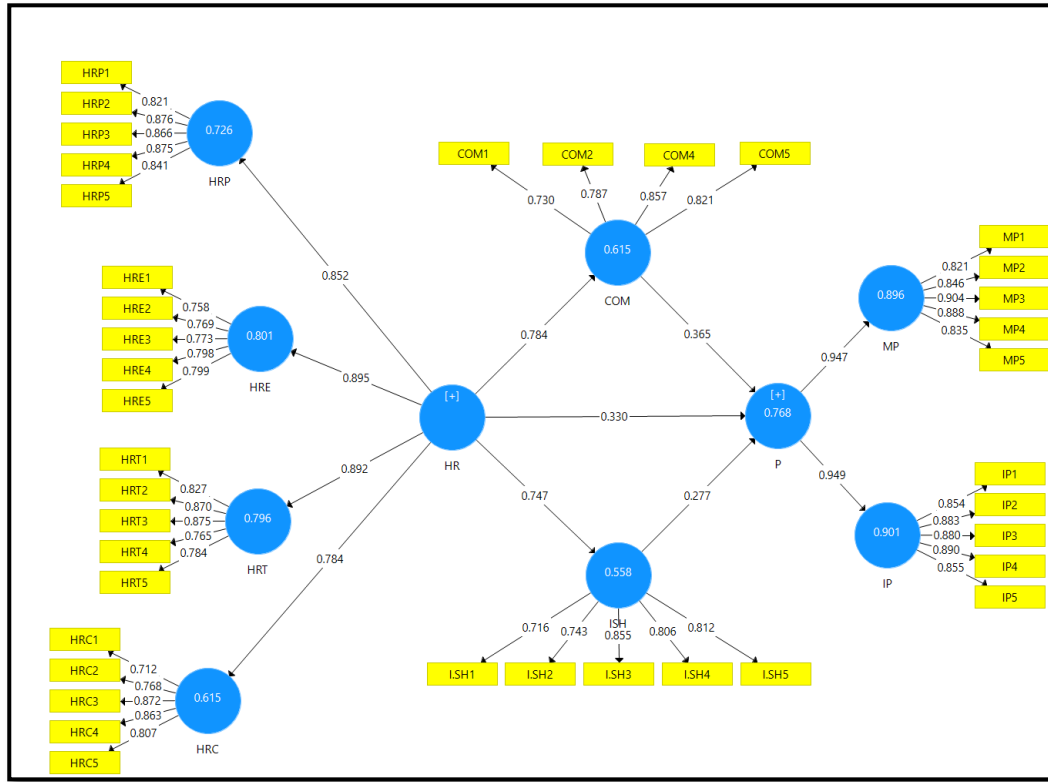 HRP1
HRP2
HRP3
HRP4
HRP5
0.821
0.876
0.866
0.875
0.841
0.726
HRP
HRE1
HRE2
HRE3
HRE4
HRE5
0.758
0.769
0.773
0.798
0.799
0.801
HRE
HRT1
HRT2
HRT3
HRT4
HRT5
0.827
0.870
0.875
0.765
0.784
0.796
HRT
HRC1
HRC2
HRC3
HRC4
HRC5
0.712
0.768
0.872
0.863
0.807
0.615
HRC
0.852
0.895
0.892
0.784
[+]
HR
COM1
COM2
COM4
COM5
0.730
0.787
0.857
0.821
0.615
COM
0.784
0.365
0.330
0.747
0.277
0.558
ISH
0.716
0.743
0.855
0.806
0.812
I.SH1
I.SH2
I.SH3
I.SH4
I.SH5
[+]
0.768
P
0.947
0.949
0.896
MP
0.821
0.846
0.904
0.888
0.835
MP1
MP2
MP3
MP4
MP5
0.901
IP
0.854
0.883
0.880
0.890
0.855
IP1
IP2
IP3
IP4
IP5